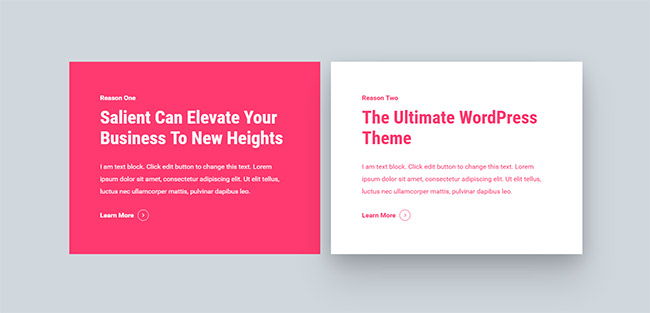 Reason One
Salient Can Elevate Your
Business To New Heights
I am text block. Click edit button to change this text. Lorem
ipsum dolor sit amet, consectetur adipiscing elit. Ut elit tellus,
luctus nec ullamcorper mattis, pulvinar dapibus leo.
Learn More
Reason Two
The Ultimate WordPress
Theme
I am text block. Click edit button to change this text. Lorem
ipsum dolor sit amet, consectetur adipiscing elit. Ut elit tellus,
luctus nec ullamcorper mattis, pulvinar dapibus leo.
Learn More